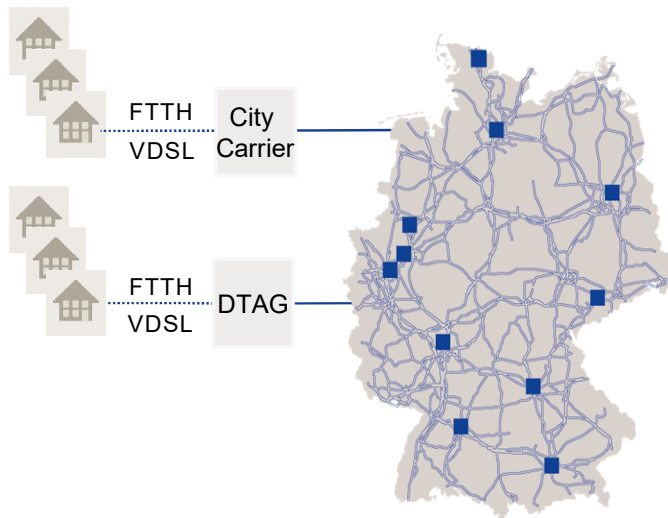 FTTH
VDSL
City
Carrier
FTTH
VDSL
DTAG